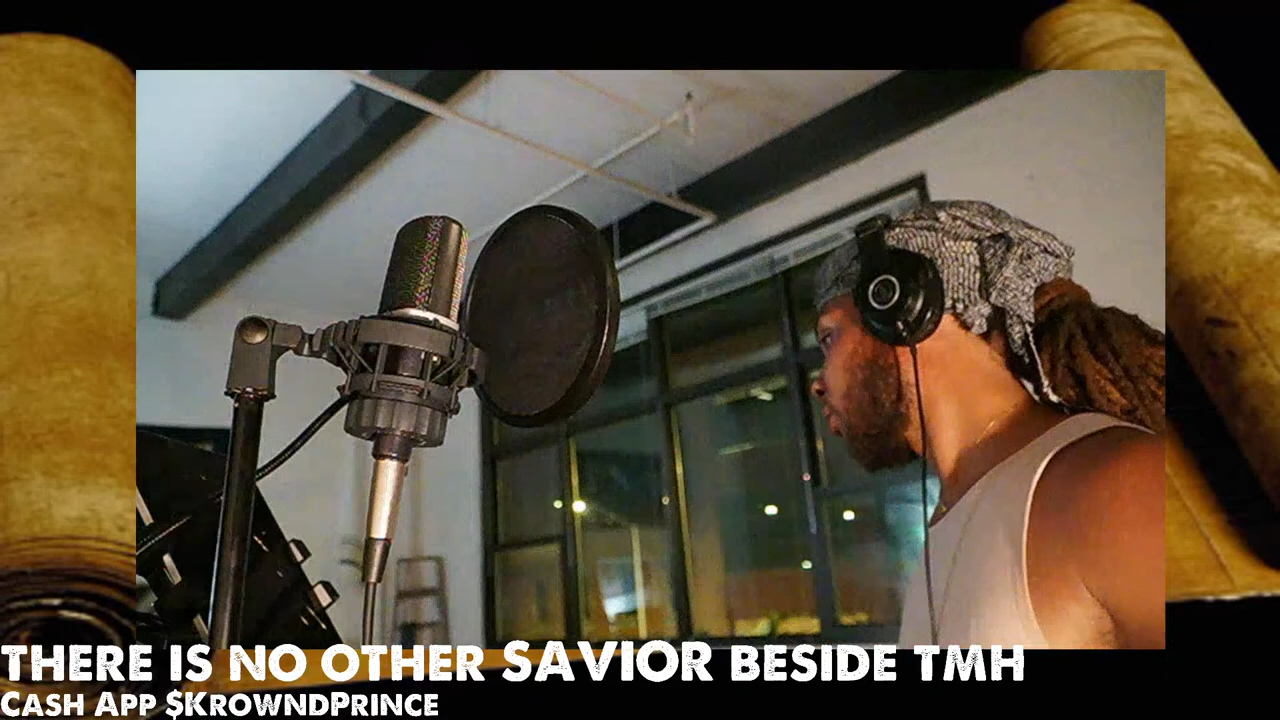 THERE IS NO OTHER SAVIOR BESIDE TMH
CASH APP $KROWNDPRINCE